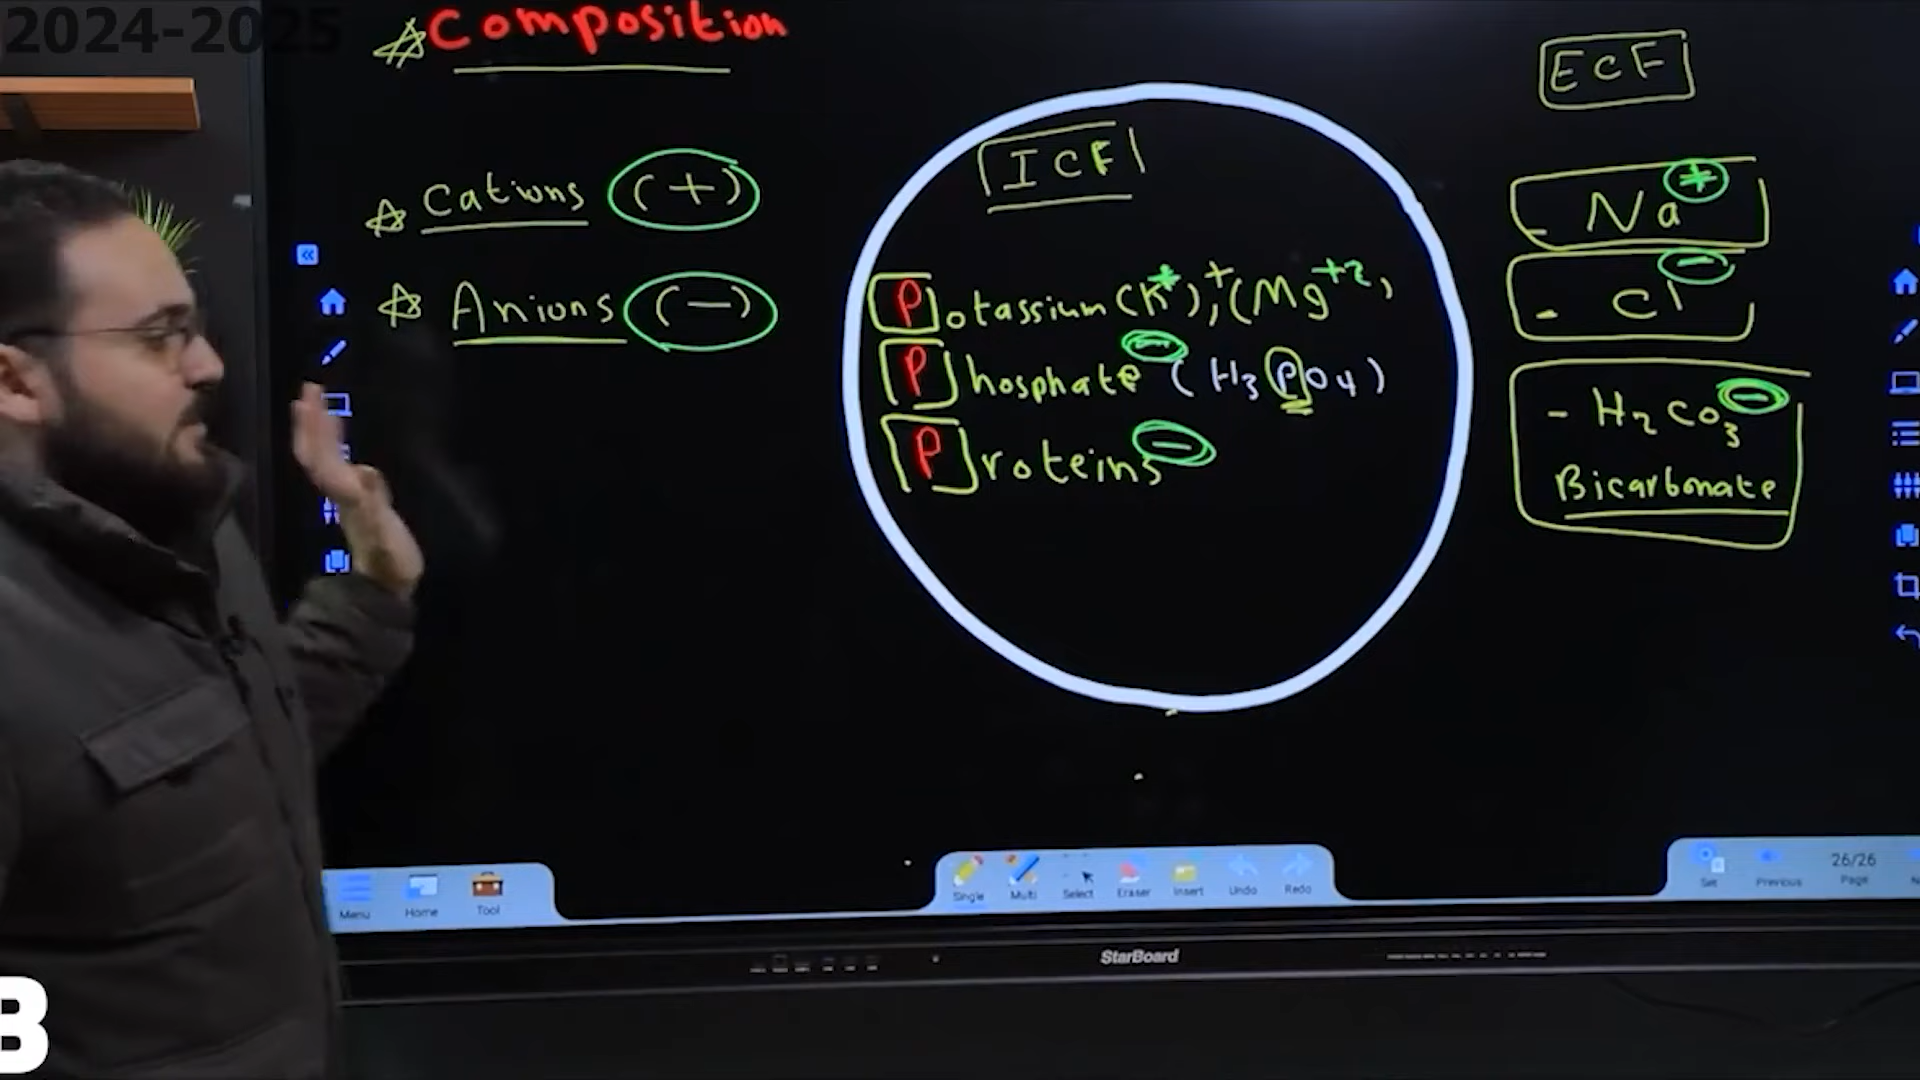 2024-2025
Composition
Cations (+)
Anions (-)
ICF
Potassium (K+), + (Mg+2)
Phosphate - (H3PO4)
Proteins -
ECF
- Na+
- Cl-
- H2CO3-
Bicarbonate
Menu
Home
Tool
Single
Multi
Select
Eraser
Insert
Undo
Redo
Set
Previous
26/26
Page
StarBoard
B